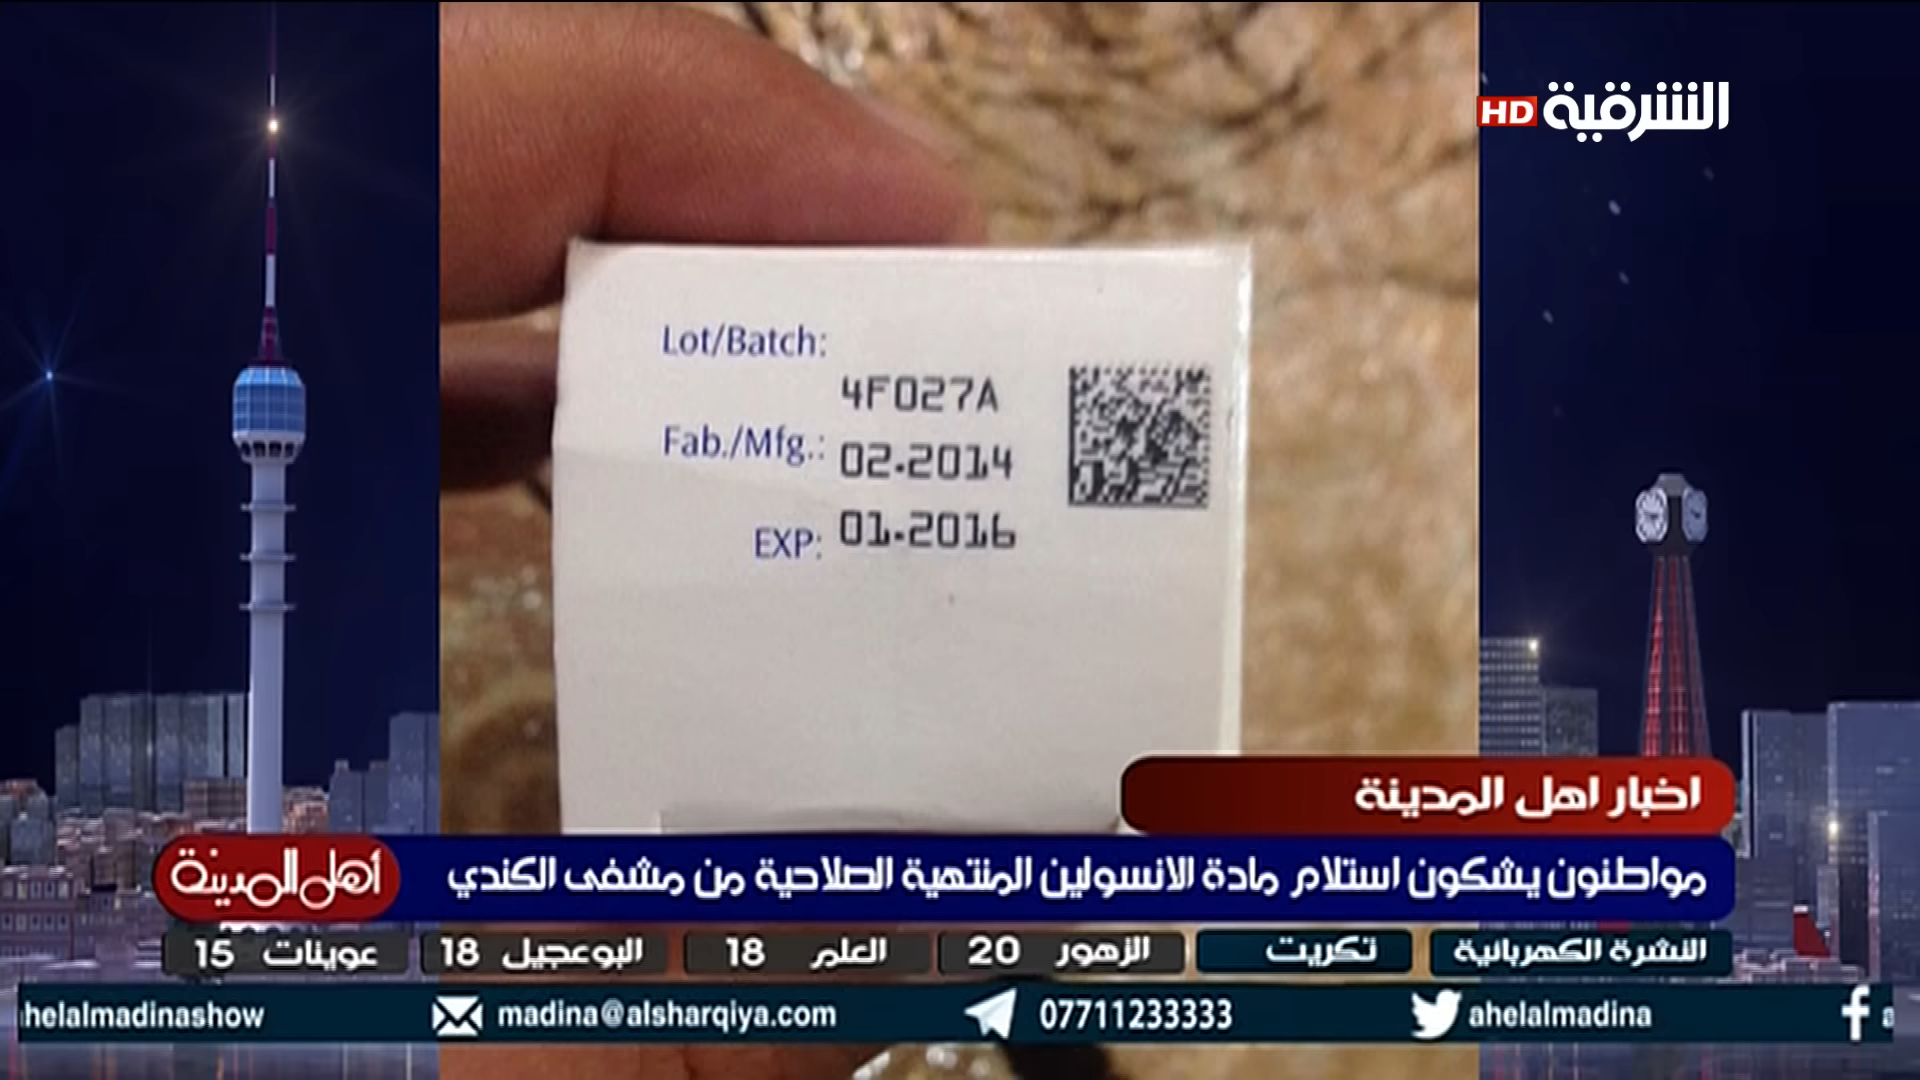 الشرقية HD
Lot/Batch:
4F027A
Fab./Mfg.: 02.2014
EXP: 01.2016
اخبار اهل المدينة
مواطنون يشكون استلام مادة الانسولين المنتهية الصلاحية من مشفى الكندي
أهل المدينة
النشرة الكهربائية تكريت الزهور 20 العلم 18 البوعجيل 18 عوينات 15
helalmadinashow madina@alsharqiya.com 07711233333 ahelalmadina